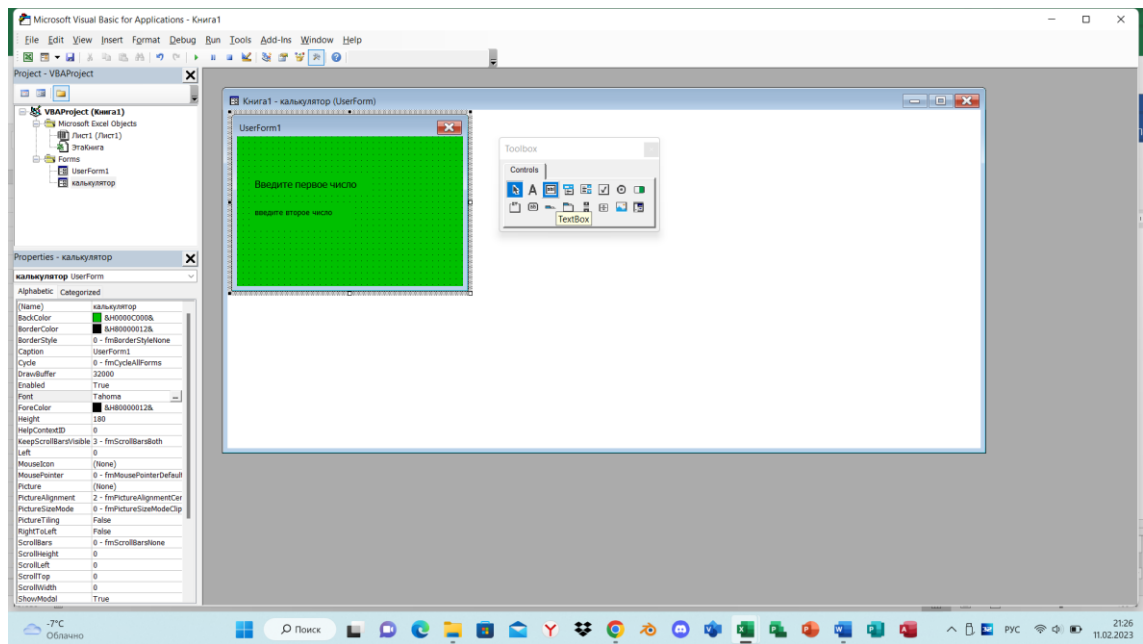 Microsoft Visual Basic for Applications - Книга1
File Edit View Insert Format Debug Run Tools Add-Ins Window Help
Project - VBAProject
VBAProject (Книга1)
Microsoft Excel Objects
Лист1 (Лист1)
ЭтаКнига
Forms
UserForm1
калькулятор
Книга1 - калькулятор (UserForm)
UserForm1
Введите первое число
введите второе число
Toolbox
Controls
TextBox
Properties - калькулятор
калькулятор UserForm
Alphabetic Categorized
(Name) калькулятор
BackColor &H0000C000&
BorderColor &H80000012&
BorderStyle 0 - fmBorderStyleNone
Caption UserForm1
Cycle 0 - fmCycleAllForms
DrawBuffer 32000
Enabled True
Font Tahoma ...
ForeColor &H80000012&
Height 180
HelpContextID 0
KeepScrollBarsVisible 3 - fmScrollBarsBoth
Left 0
MouseIcon (None)
MousePointer 0 - fmMousePointerDefault
Picture (None)
PictureAlignment 2 - fmPictureAlignmentCer
PictureSizeMode 0 - fmPictureSizeModeClip
PictureTiling False
RightToLeft False
ScrollBars 0 - fmScrollBarsNone
ScrollHeight 0
ScrollLeft 0
ScrollTop 0
ScrollWidth 0
ShowModal True
-7°C
Облачно
Поиск
РУС
21:26